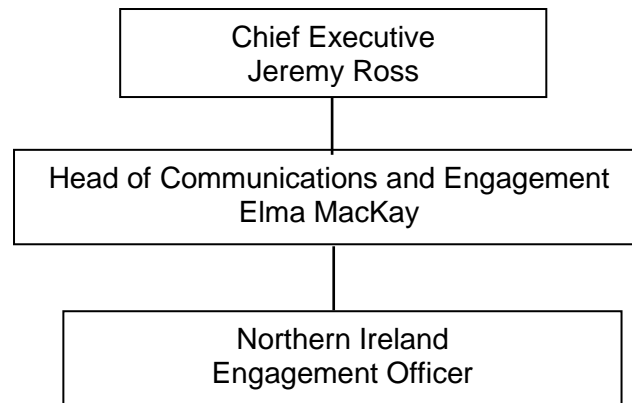 Chief Executive
Jeremy Ross
Head of Communications and Engagement
Elma MacKay
Northern Ireland
Engagement Officer